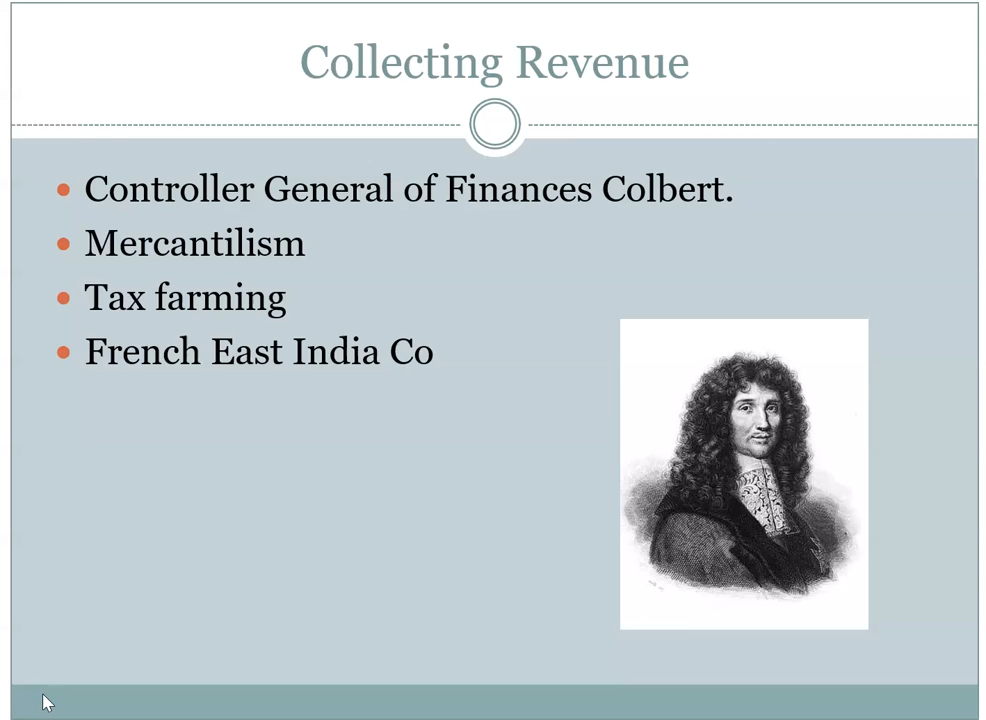 Collecting Revenue
Controller General of Finances Colbert.
Mercantilism
Tax farming
French East India Co